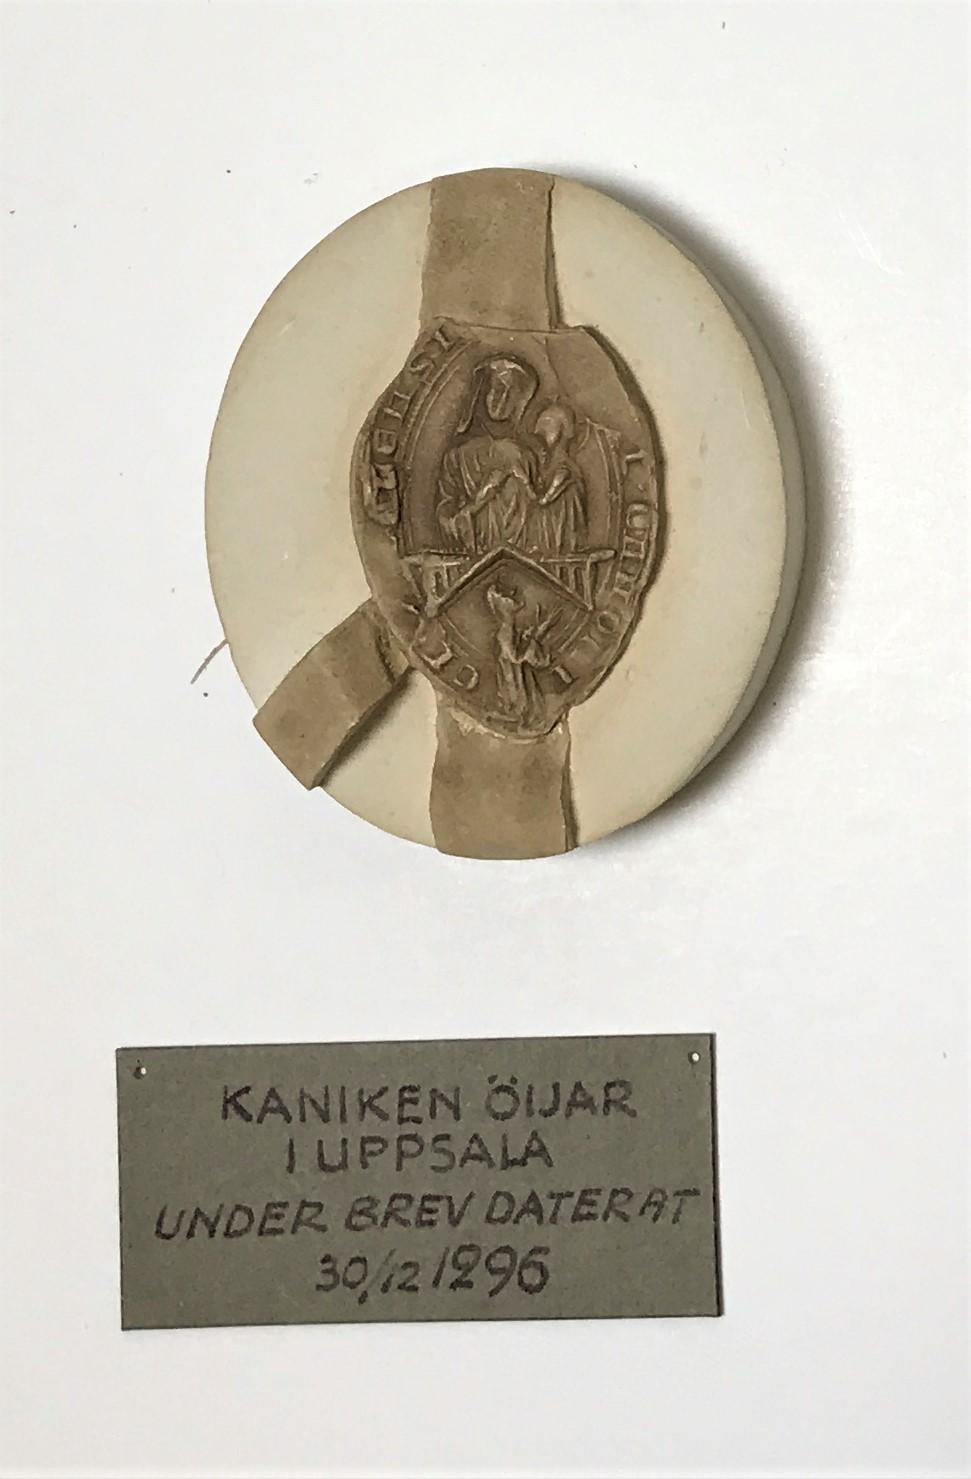 KANIKEN ÖIJAR
I UPPSALA
UNDER BREV DATERAT
30/12 1296